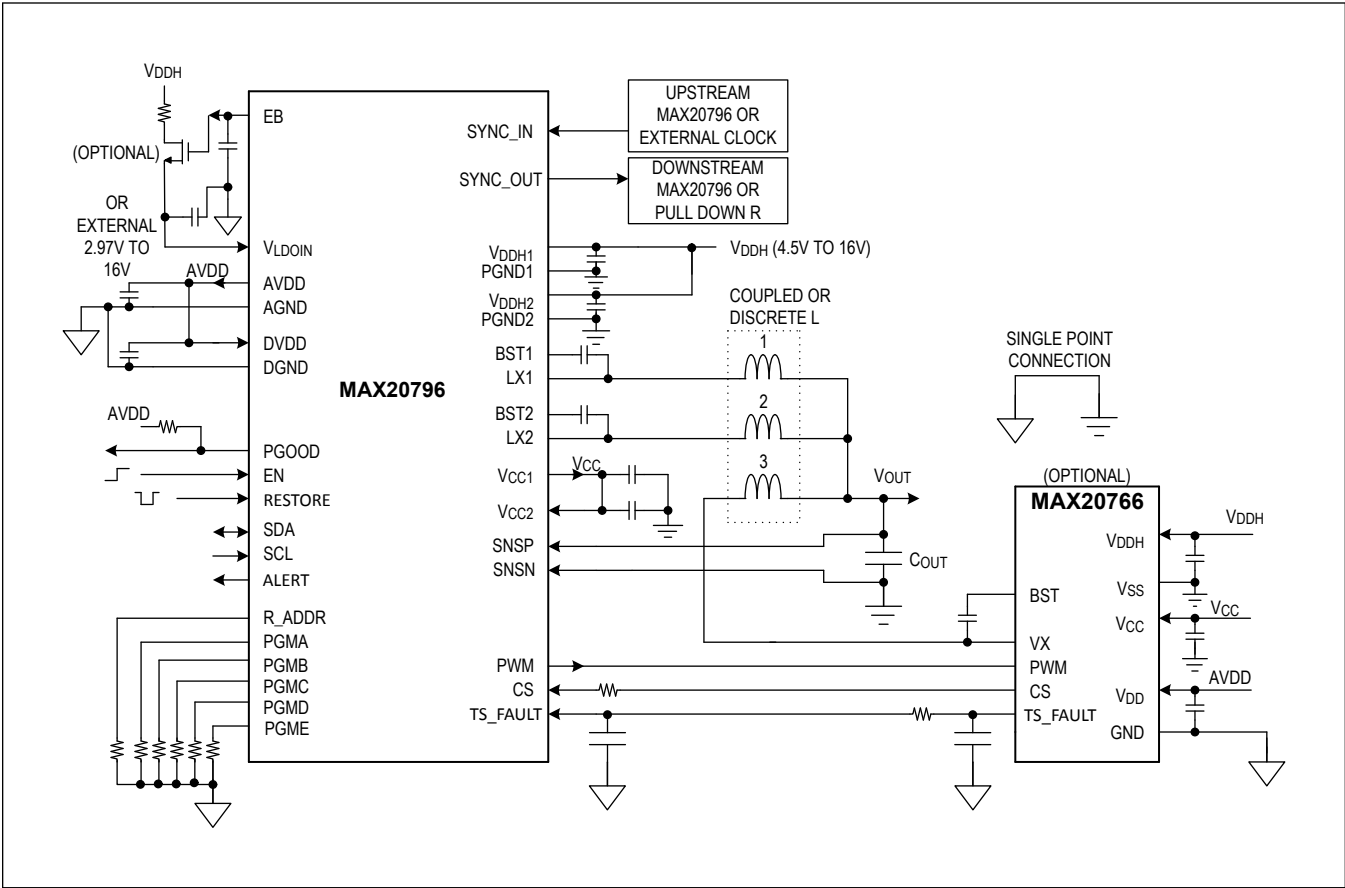 VDDH
(OPTIONAL)
OR
EXTERNAL
2.97V TO
16V
AVDD
AVDD
EB
VLDOIN
AVDD
AGND
DVDD
DGND
PGOOD
EN
RESTORE
SDA
SCL
ALERT
R_ADDR
PGMA
PGMB
PGMC
PGMD
PGME
MAX20796
SYNC_IN
SYNC_OUT
VDDH1
PGND1
VDDH2
PGND2
BST1
LX1
BST2
LX2
VCC1
VCC2
SNSP
SNSN
PWM
CS
TS_FAULT
UPSTREAM
MAX20796 OR
EXTERNAL CLOCK
DOWNSTREAM
MAX20796 OR
PULL DOWN R
VDDH (4.5V TO 16V)
COUPLED OR
DISCRETE L
1
2
3
VCC
VOUT
COUT
SINGLE POINT
CONNECTION
(OPTIONAL)
MAX20766
BST
VX
PWM
CS
TS_FAULT
VDDH
VSS
VCC
VDD
GND
VDDH
VCC
AVDD